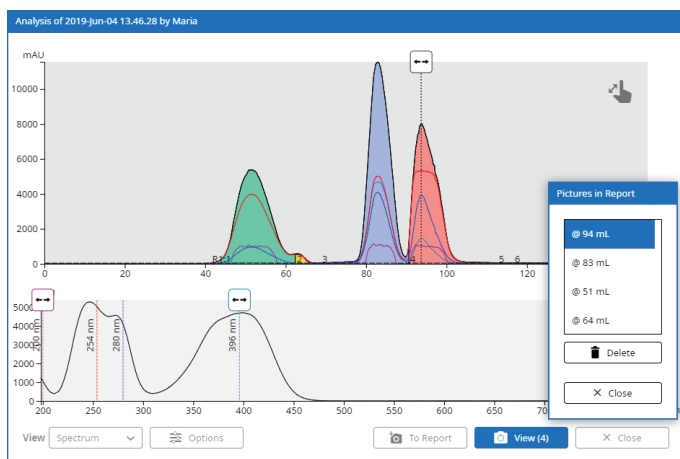 Analysis of 2019-Jun-04 13.46.28 by Maria
mAU
10000
8000
6000
4000
2000
0
1 2 3 4 5 6
0 20 40 60 80 100 120
Pictures in Report
@ 94 mL
@ 83 mL
@ 51 mL
@ 64 mL
Delete
Close
5000
4000
3000
2000
1000
0
200 nm
254 nm
280 nm
396 nm
200 250 300 350 400 450 500 550 600 650 700
View Spectrum Options To Report View (4) Close